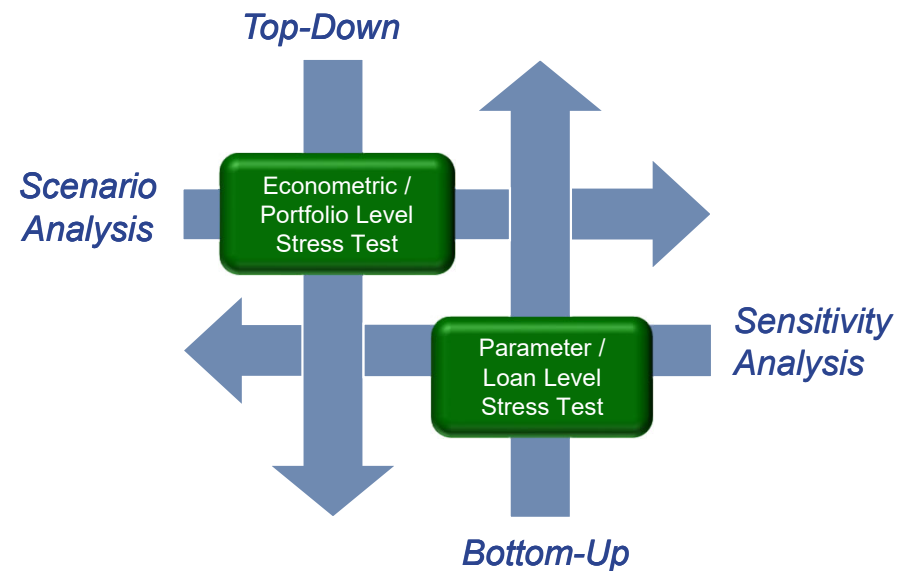 Top-Down
Scenario
Analysis
Econometric /
Portfolio Level
Stress Test
Sensitivity
Analysis
Parameter /
Loan Level
Stress Test
Bottom-Up